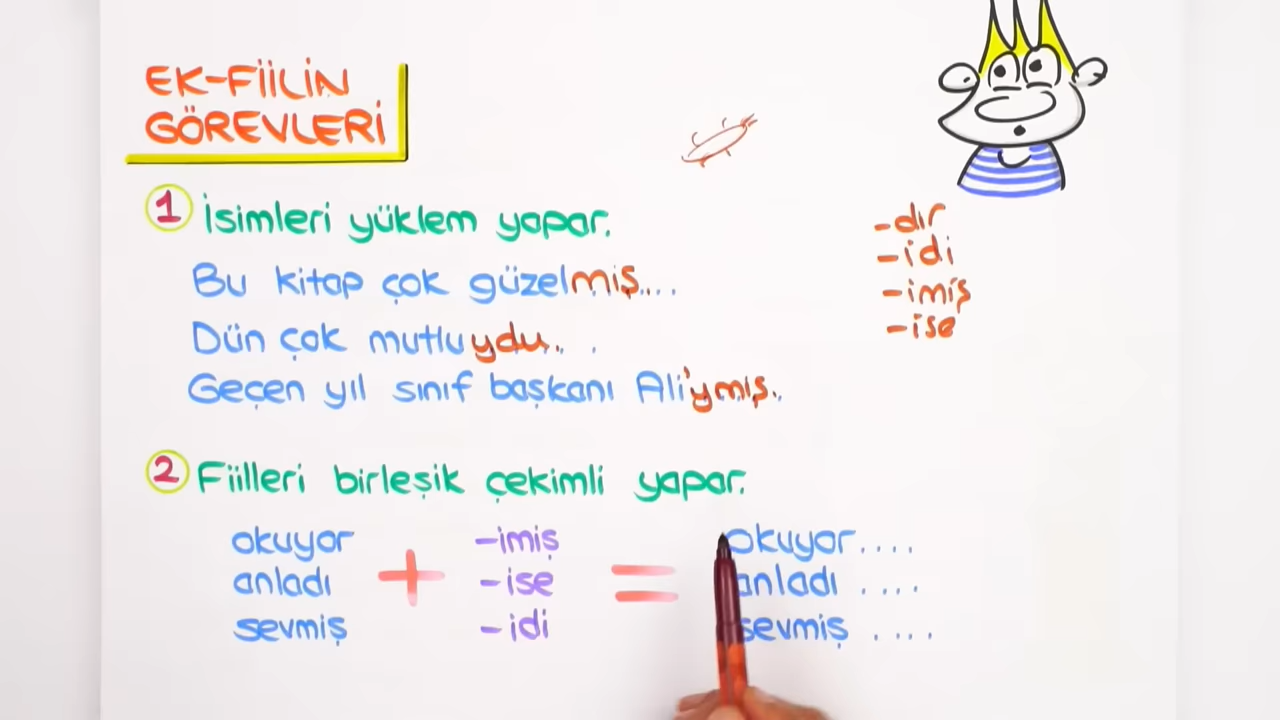 EK-FİİLİN
GÖREVLERİ
1 İsimleri yüklem yapar.
Bu kitap çok güzelmiş....
Dün çok mutluydu.. .
Geçen yıl sınıf başkanı Ali'ymiş..
-dır
-idi
-imiş
-ise
2 Fiilleri birleşik çekimli yapar.
okuyor + -imiş = okuyor....
anladı -ise anladı ....
sevmiş -idi sevmiş ....